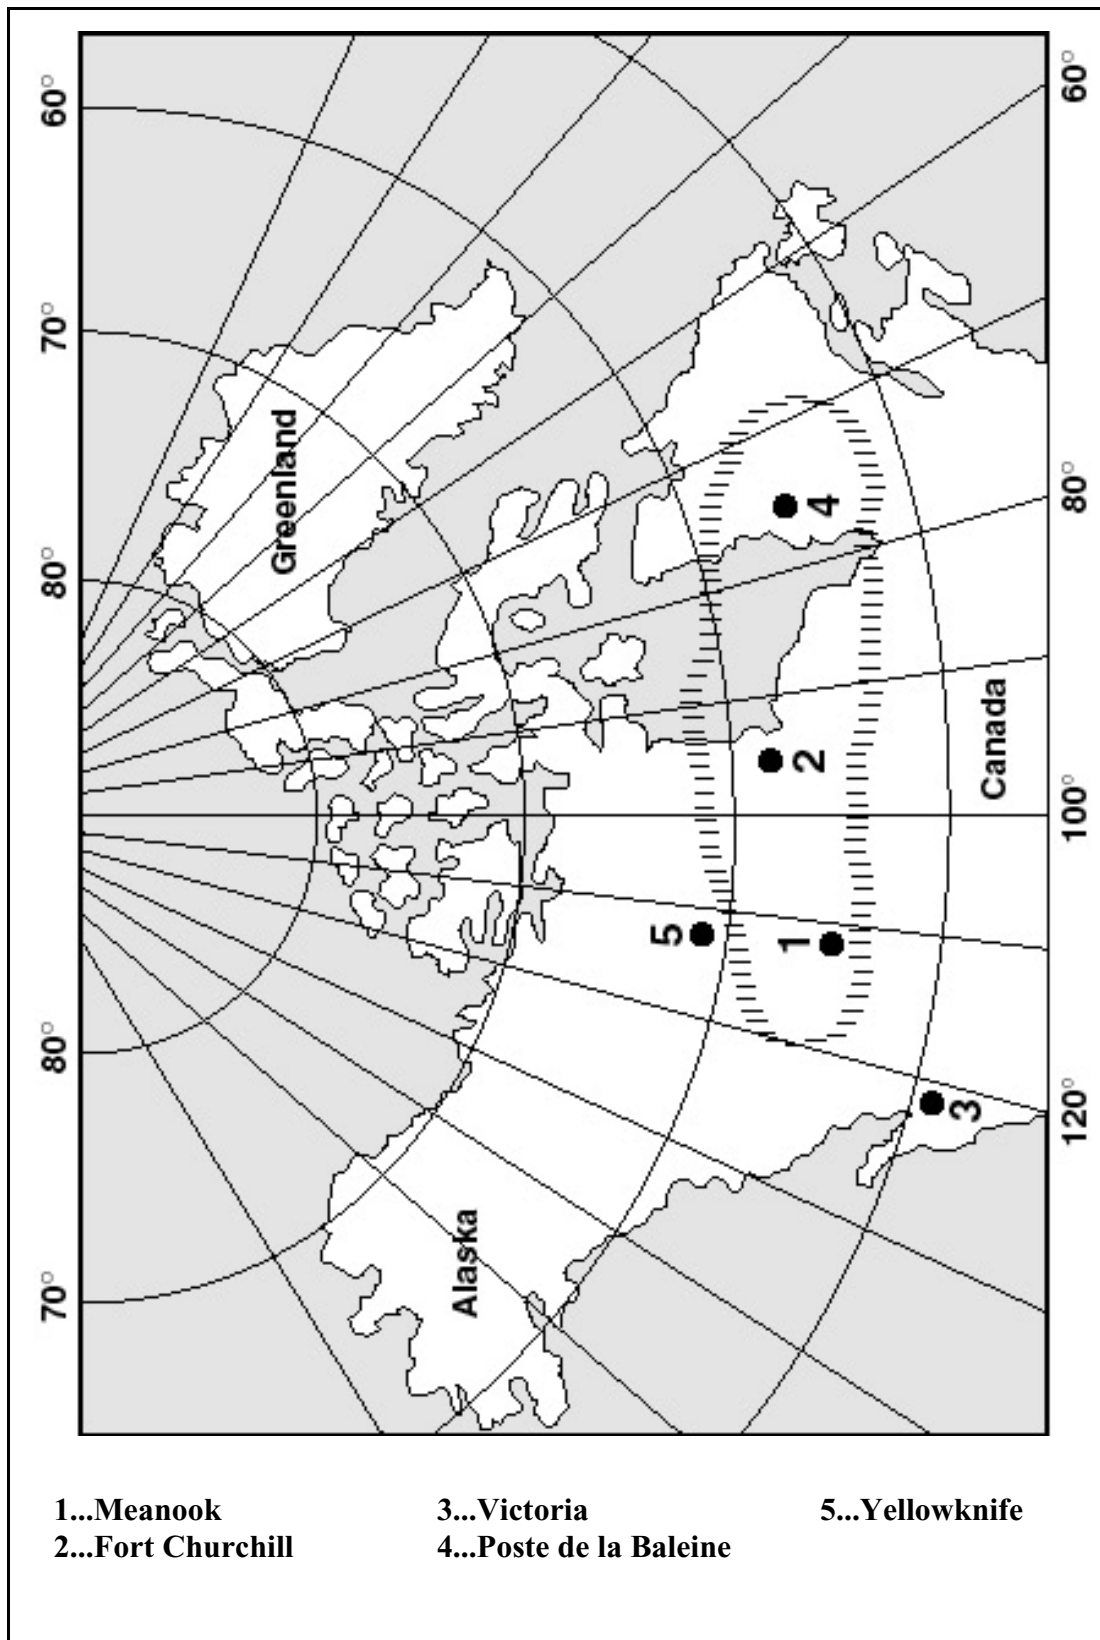 60°
70°
80°
80°
70°
60°
80°
100°
120°
Greenland
Alaska
Canada
1
2
3
4
5
1...Meanook 3...Victoria 5...Yellowknife
2...Fort Churchill 4...Poste de la Baleine